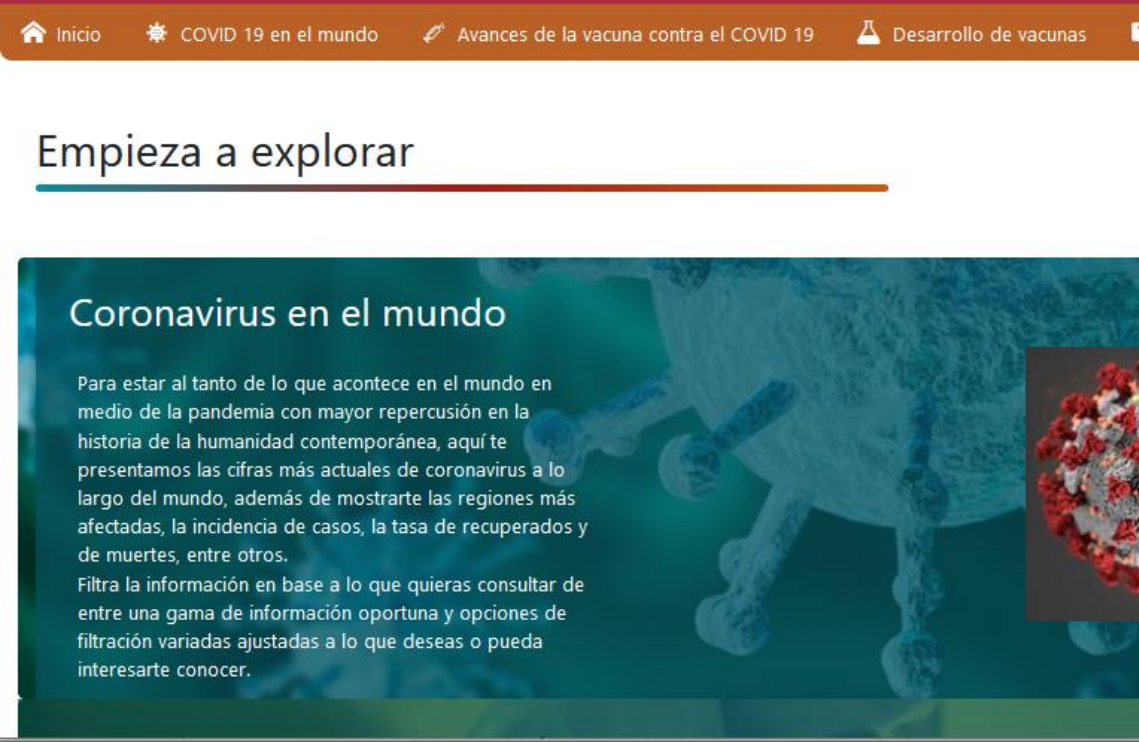 Inicio COVID 19 en el mundo Avances de la vacuna contra el COVID 19 Desarrollo de vacunas
Empieza a explorar
Coronavirus en el mundo
Para estar al tanto de lo que acontece en el mundo en
medio de la pandemia con mayor repercusión en la
historia de la humanidad contemporánea, aquí te
presentamos las cifras más actuales de coronavirus a lo
largo del mundo, además de mostrarte las regiones más
afectadas, la incidencia de casos, la tasa de recuperados y
de muertes, entre otros.
Filtra la información en base a lo que quieras consultar de
entre una gama de información oportuna y opciones de
filtración variadas ajustadas a lo que deseas o pueda
interesarte conocer.